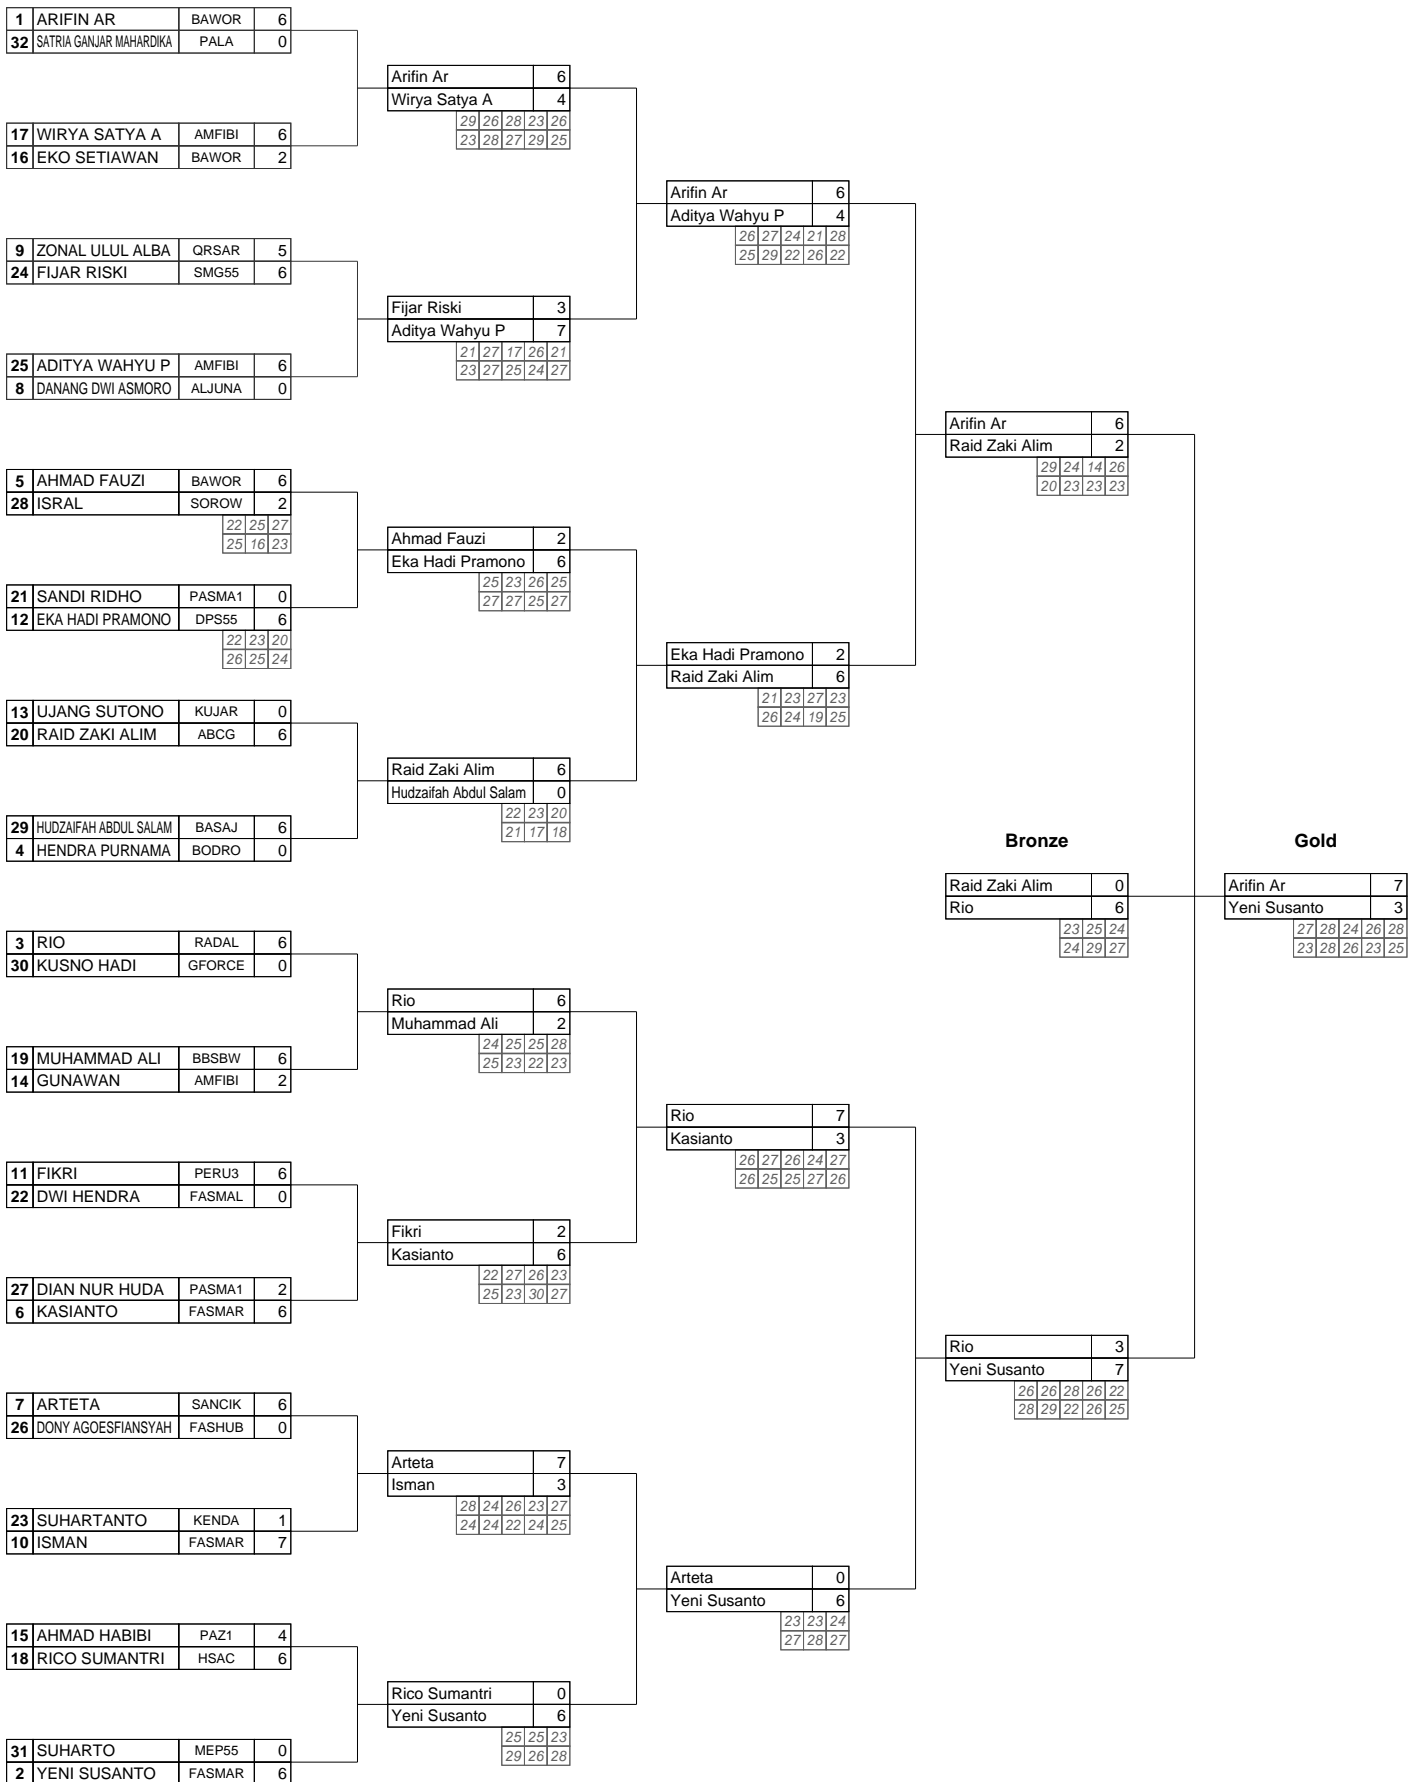 1 ARIFIN AR BAWOR 6
32 SATRIA GANJAR MAHARDIKA PALA 0
17 WIRYA SATYA A AMFIBI 6
16 EKO SETIAWAN BAWOR 2
9 ZONAL ULUL ALBA QRSAR 5
24 FIJAR RISKI SMG55 6
25 ADITYA WAHYU P AMFIBI 6
8 DANANG DWI ASMORO ALJUNA 0
5 AHMAD FAUZI BAWOR 6
28 ISRAL SOROW 2
22 25 27
25 16 23
21 SANDI RIDHO PASMA1 0
12 EKA HADI PRAMONO DPS55 6
22 23 20
26 25 24
13 UJANG SUTONO KUJAR 0
20 RAID ZAKI ALIM ABCG 6
29 HUDZAIFAH ABDUL SALAM BASAJ 6
4 HENDRA PURNAMA BODRO 0
3 RIO RADAL 6
30 KUSNO HADI GFORCE 0
19 MUHAMMAD ALI BBSBW 6
14 GUNAWAN AMFIBI 2
11 FIKRI PERU3 6
22 DWI HENDRA FASMAL 0
27 DIAN NUR HUDA PASMA1 2
6 KASIANTO FASMAR 6
7 ARTETA SANCIK 6
26 DONY AGOESFIANSYAH FASHUB 0
23 SUHARTANTO KENDA 1
10 ISMAN FASMAR 7
15 AHMAD HABIBI PAZ1 4
18 RICO SUMANTRI HSAC 6
31 SUHARTO MEP55 0
2 YENI SUSANTO FASMAR 6
Arifin Ar 6
Wirya Satya A 4
29 26 28 23 26
23 28 27 29 25
Fijar Riski 3
Aditya Wahyu P 7
21 27 17 26 21
23 27 25 24 27
Ahmad Fauzi 2
Eka Hadi Pramono 6
25 23 26 25
27 27 25 27
Raid Zaki Alim 6
Hudzaifah Abdul Salam 0
22 23 20
21 17 18
Rio 6
Muhammad Ali 2
24 25 25 28
25 23 22 23
Fikri 2
Kasianto 6
22 27 26 23
25 23 30 27
Arteta 7
Isman 3
28 24 26 23 27
24 24 22 24 25
Rico Sumantri 0
Yeni Susanto 6
25 25 23
29 26 28
Arifin Ar 6
Aditya Wahyu P 4
26 27 24 21 28
25 29 22 26 22
Eka Hadi Pramono 2
Raid Zaki Alim 6
21 23 27 23
26 24 19 25
Rio 7
Kasianto 3
26 27 26 24 27
26 25 25 27 26
Arteta 0
Yeni Susanto 6
23 23 24
27 28 27
Arifin Ar 6
Raid Zaki Alim 2
29 24 14 26
20 23 23 23
Rio 3
Yeni Susanto 7
26 26 28 26 22
28 29 22 26 25
Bronze
Raid Zaki Alim 0
Rio 6
23 25 24
24 29 27
Gold
Arifin Ar 7
Yeni Susanto 3
27 28 24 26 28
23 28 26 23 25